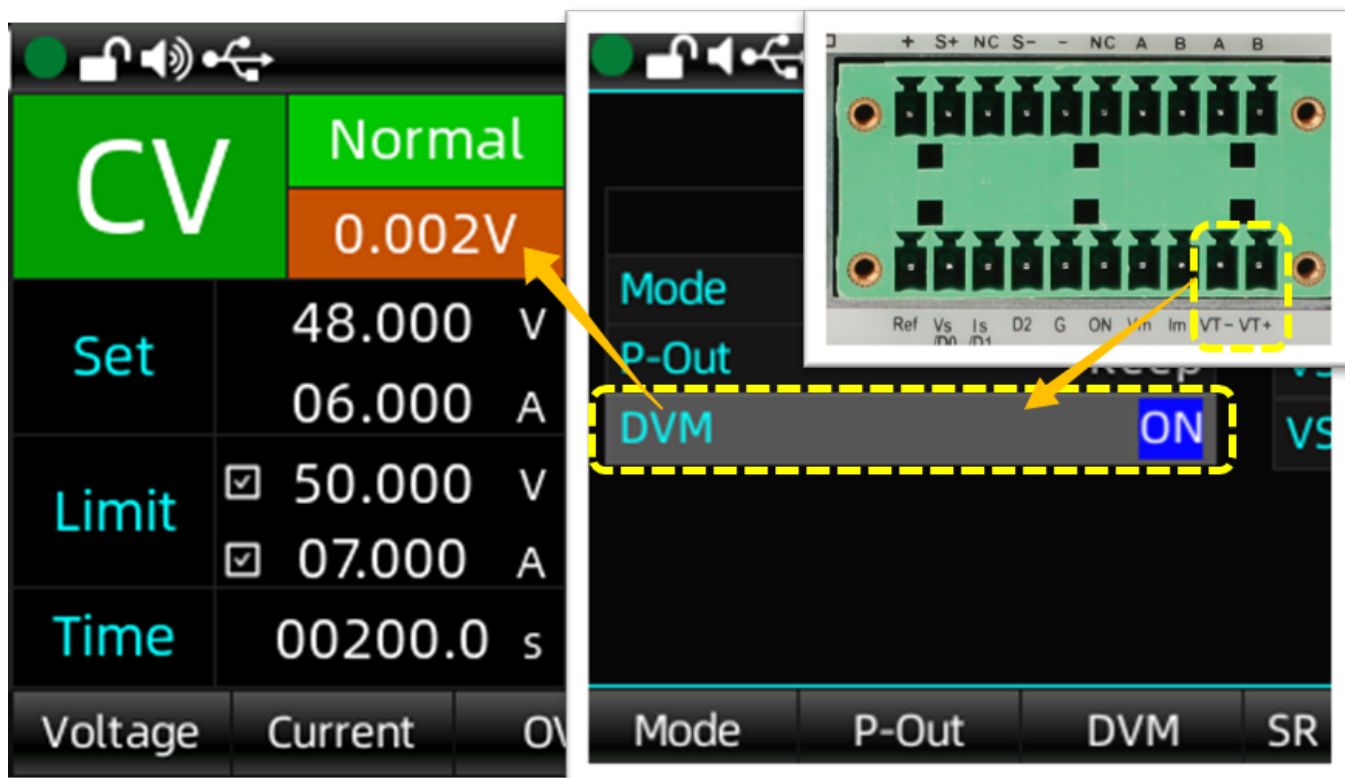 CV
Normal
0.002V
Set
48.000 V
06.000 A
Limit
50.000 V
07.000 A
Time
00200.0 s
Voltage Current
Mode
P-Out
DVM ON
VS
Mode P-Out DVM SR
+ S+ NC S- - NC A B A B
Ref Vs Is D2 G ON Vm Im VT- VT+
/D0 /D1